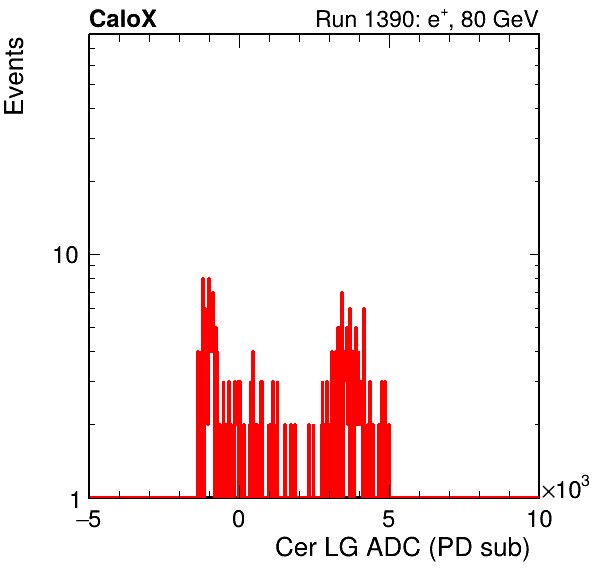 CaloX Run 1390: e⁺, 80 GeV
Events
10
1
−5 0 5 10
×10³
Cer LG ADC (PD sub)